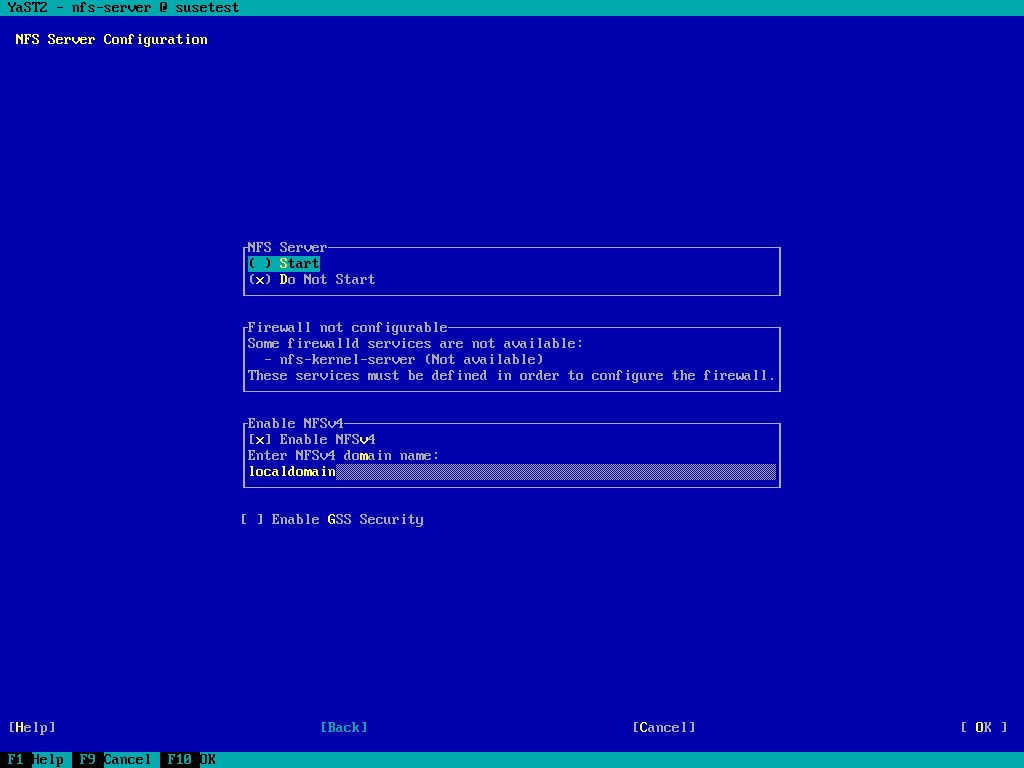 YaST2 - nfs-server @ susetest
NFS Server Configuration
NFS Server
( ) Start
(x) Do Not Start
Firewall not configurable
Some firewalld services are not available:
- nfs-kernel-server (Not available)
These services must be defined in order to configure the firewall.
Enable NFSv4
[x] Enable NFSv4
Enter NFSv4 domain name:
localdomain
[ ] Enable GSS Security
[Help] [Back] [Cancel] [ OK ]
F1 Help F9 Cancel F10 OK